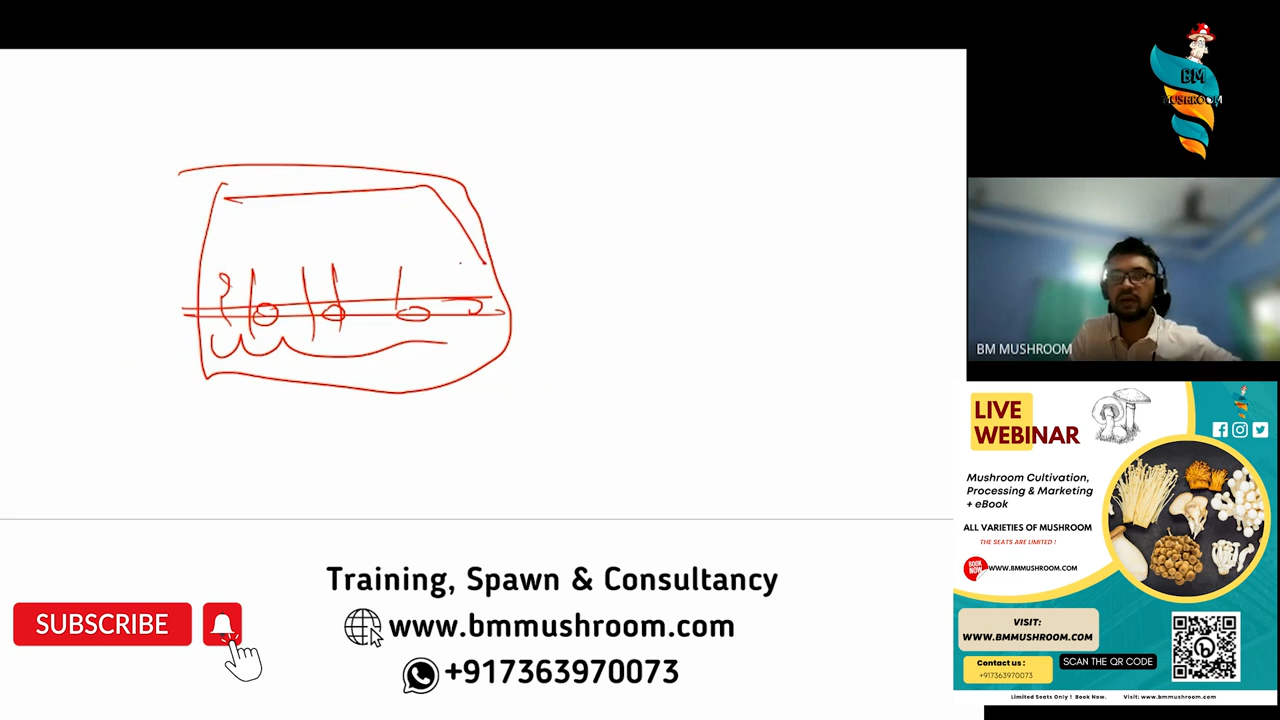 BM
MUSHROOM
BM MUSHROOM
LIVE
WEBINAR
Mushroom Cultivation,
Processing & Marketing
+ eBook
ALL VARIETIES OF MUSHROOM
THE SEATS ARE LIMITED !
BOOK
NOW
WWW.BMMUSHROOM.COM
VISIT:
WWW.BMMUSHROOM.COM
Contact us :
+917363970073
SCAN THE QR CODE
Limited Seats Only ! Book Now. Visit: www.bmmushroom.com
Training, Spawn & Consultancy
SUBSCRIBE
www.bmmushroom.com
+917363970073